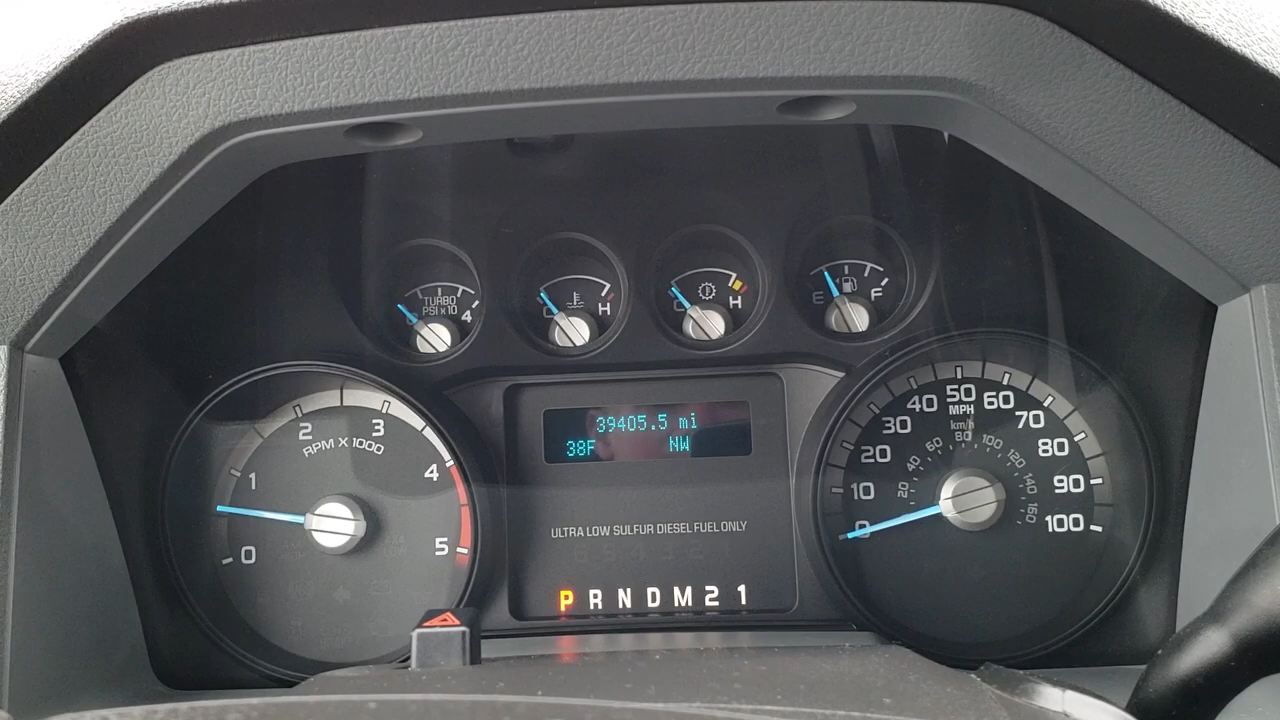 TURBO
PSI x 10
4
C
H
C
H
E
F
0
1
2
3
4
5
RPM X 1000
39405.5 mi
38F NW
ULTRA LOW SULFUR DIESEL FUEL ONLY
P R N D M 2 1
0
10
20
30
40
50
60
70
80
90
100
MPH
km/h
20
40
60
80
100
120
140
160